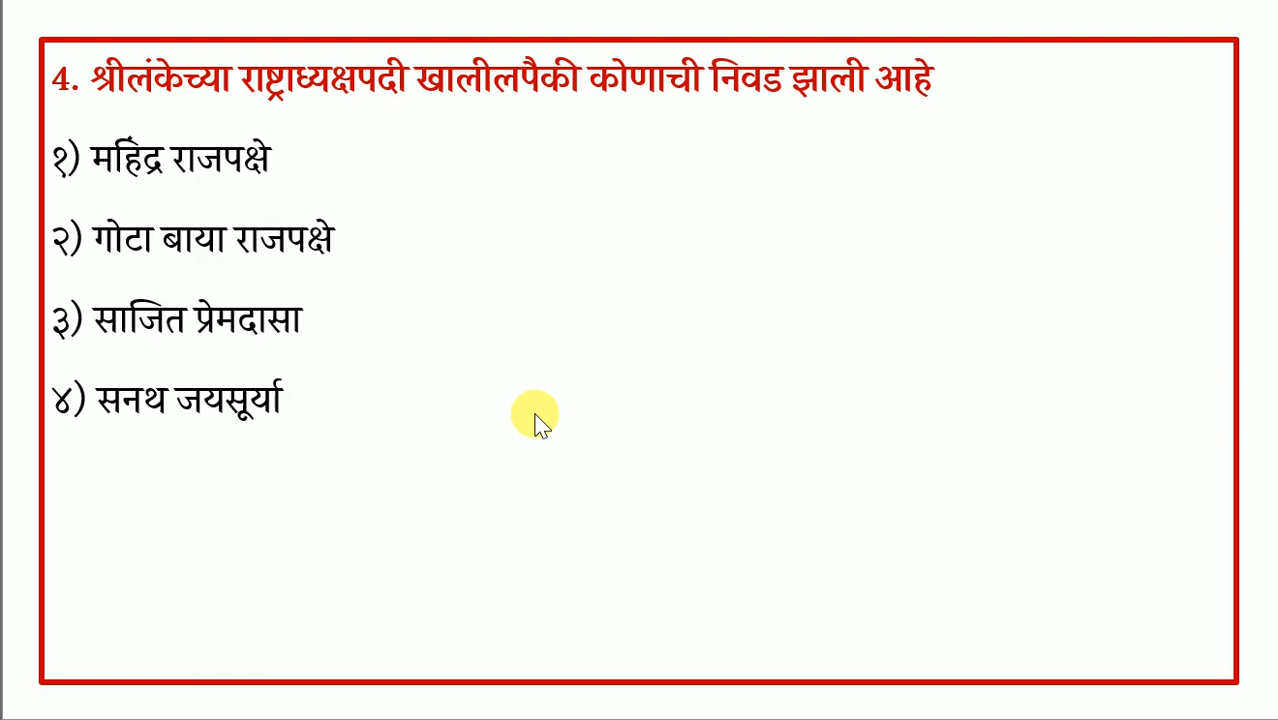 4. श्रीलंकेच्या राष्ट्राध्यक्षपदी खालीलपैकी कोणाची निवड झाली आहे
१) महिंद्र राजपक्षे
२) गोटा बाया राजपक्षे
३) साजित प्रेमदासा
४) सनथ जयसूर्या